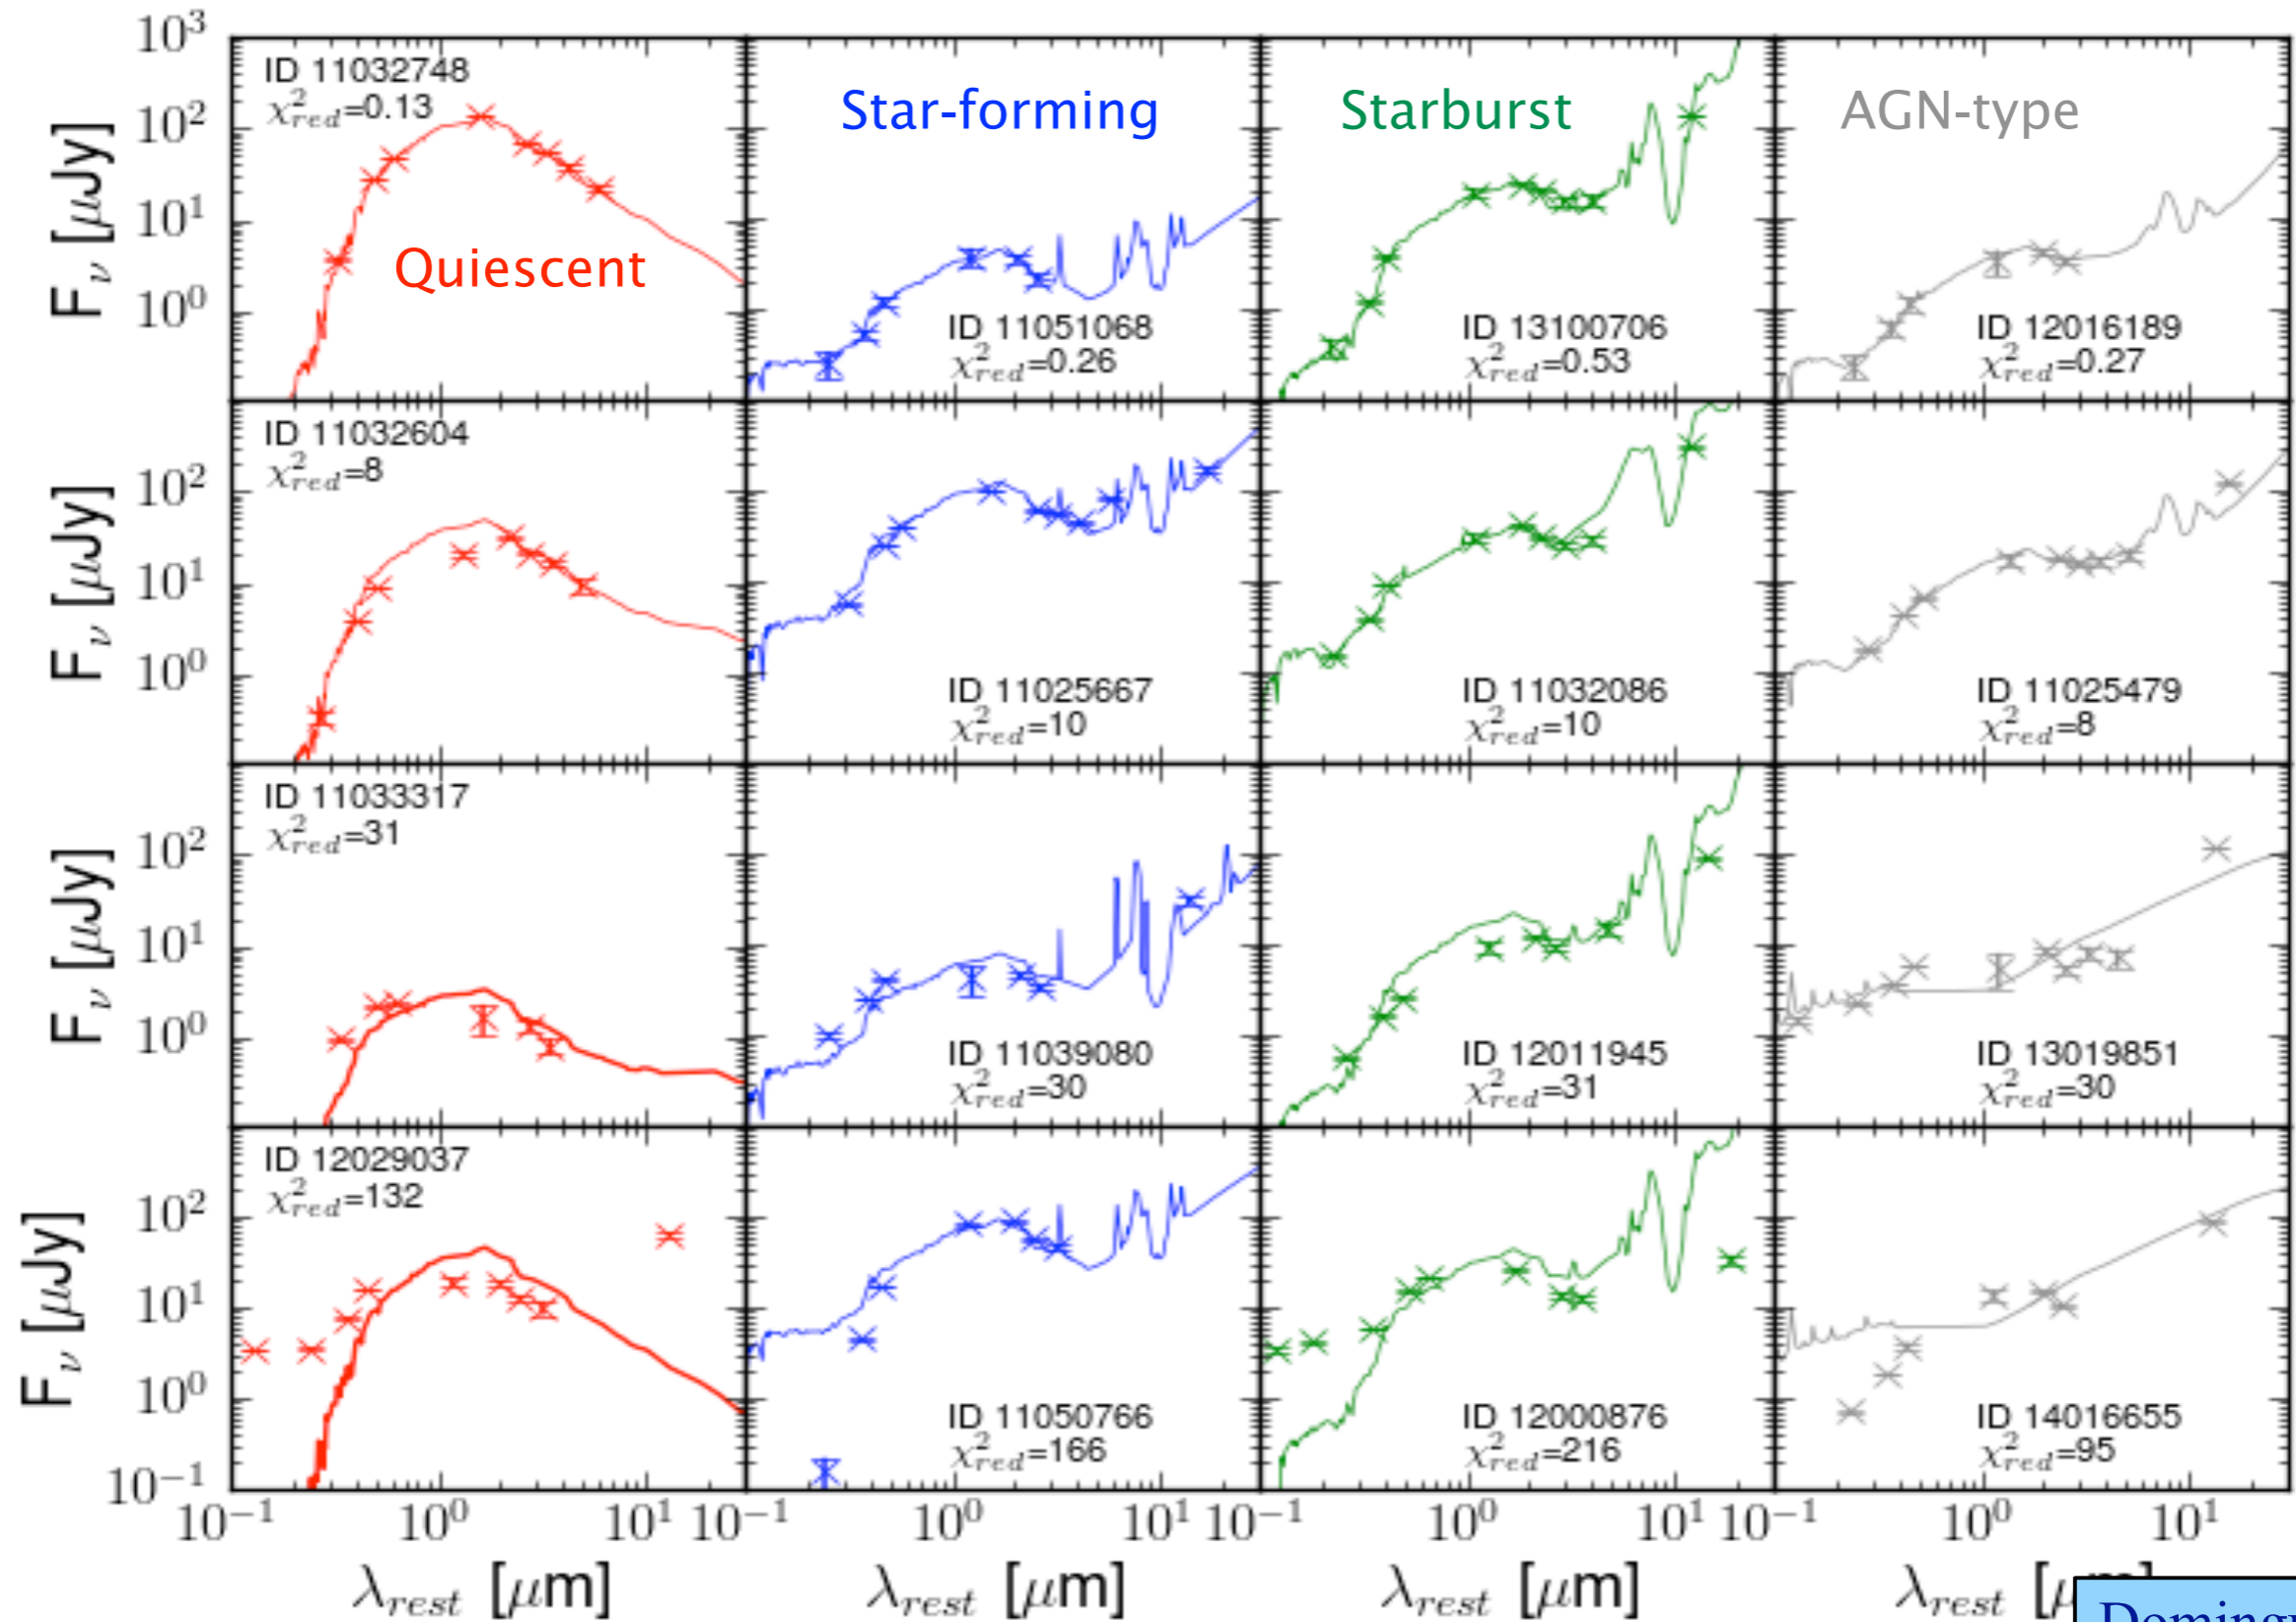 10³
ID 11032748
χ²red=0.13
Quiescent
Star-forming
ID 11051068
χ²red=0.26
Starburst
ID 13100706
χ²red=0.53
AGN-type
ID 12016189
χ²red=0.27
10²
10¹
10⁰
Fν [μJy]
ID 11032604
χ²red=8
ID 11025667
χ²red=10
ID 11032086
χ²red=10
ID 11025479
χ²red=8
10²
10¹
10⁰
Fν [μJy]
ID 11033317
χ²red=31
ID 11039080
χ²red=30
ID 12011945
χ²red=31
ID 13019851
χ²red=30
10²
10¹
10⁰
Fν [μJy]
ID 12029037
χ²red=132
ID 11050766
χ²red=166
ID 12000876
χ²red=216
ID 14016655
χ²red=95
10²
10¹
10⁰
10⁻¹
Fν [μJy]
10⁻¹ 10⁰ 10¹ 10⁻¹ 10⁰ 10¹ 10⁻¹ 10⁰ 10¹ 10⁻¹ 10⁰ 10¹
λrest [μm] λrest [μm] λrest [μm] λrest